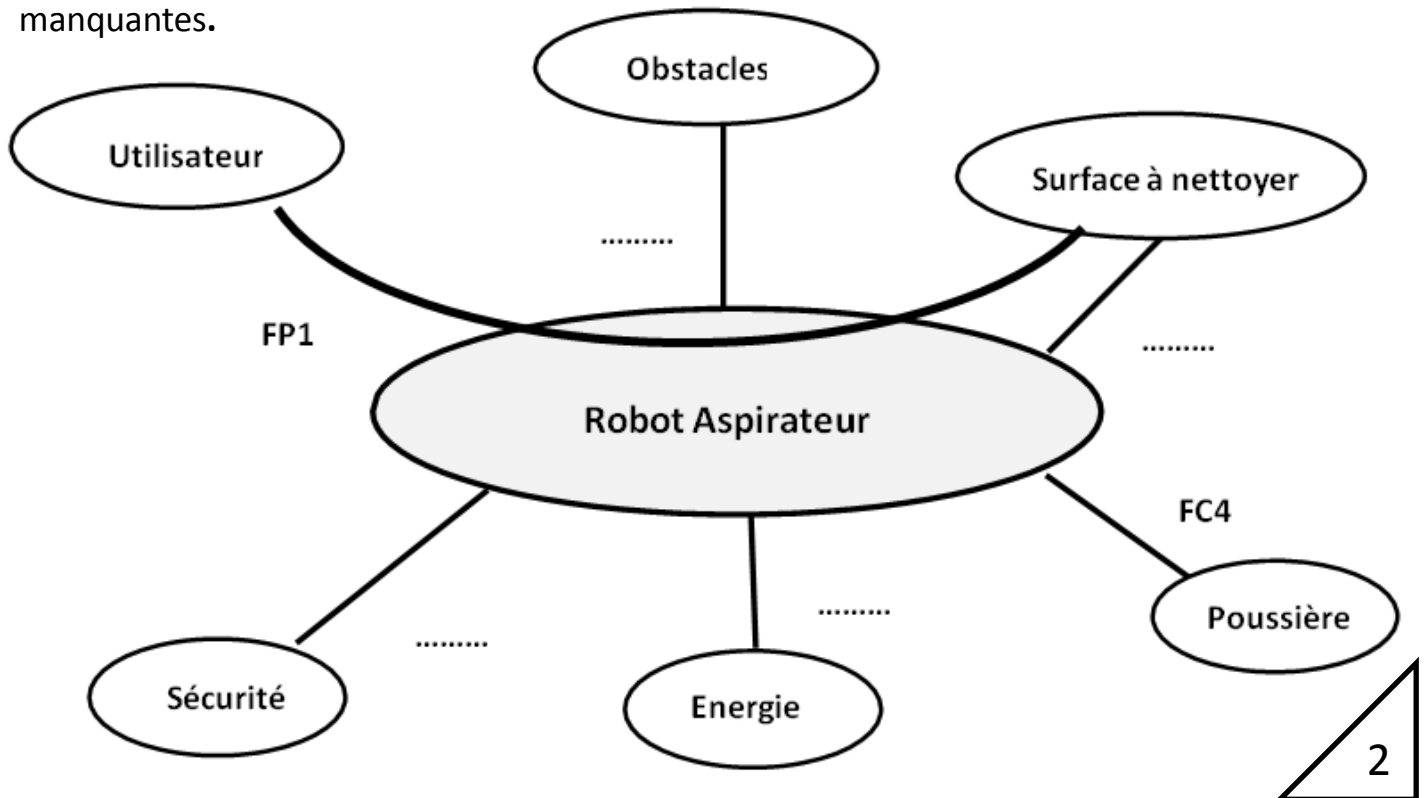 manquantes.
Obstacles
Utilisateur
Surface à nettoyer
.........
FP1
.........
Robot Aspirateur
FC4
.........
.........
Poussière
Sécurité
Energie
2